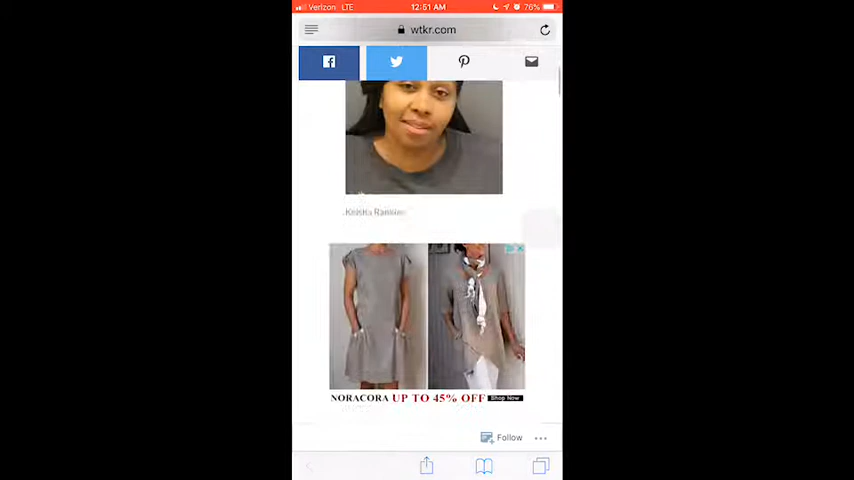 Verizon LTE 12:51 AM 76%
wtkr.com
NORACORA UP TO 45% OFF Shop Now
Follow